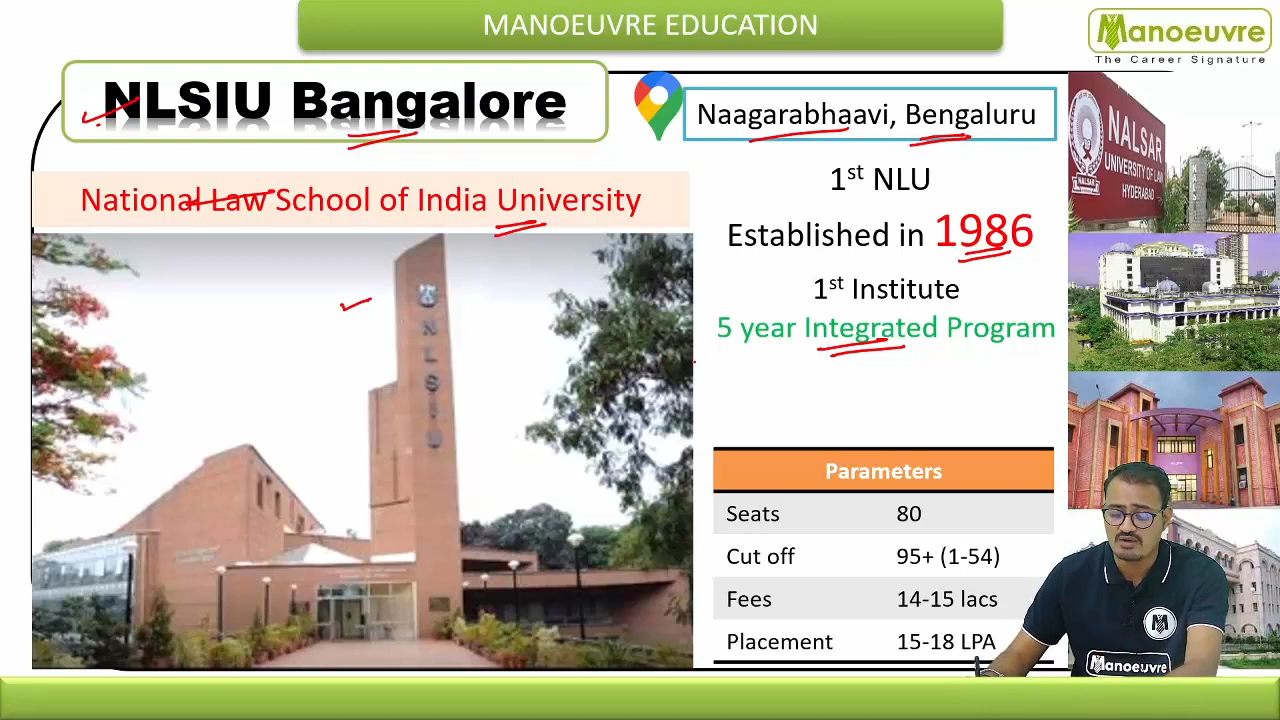 MANOEUVRE EDUCATION
Manoeuvre
The Career Signature
NLSIU Bangalore
Naagarabhaavi, Bengaluru
National Law School of India University
1st NLU
Established in 1986
1st Institute
5 year Integrated Program
NLSIU
Parameters
Seats 80
Cut off 95+ (1-54)
Fees 14-15 lacs
Placement 15-18 LPA
NALSAR
UNIVERSITY OF LAW
HYDERABAD
NALSAR
Manoeuvre